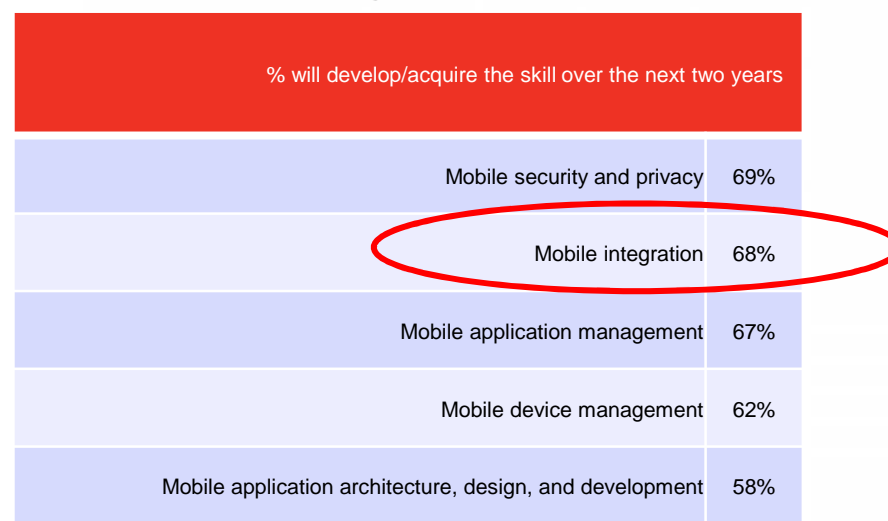 % will develop/acquire the skill over the next two years
Mobile security and privacy 69%
Mobile integration 68%
Mobile application management 67%
Mobile device management 62%
Mobile application architecture, design, and development 58%